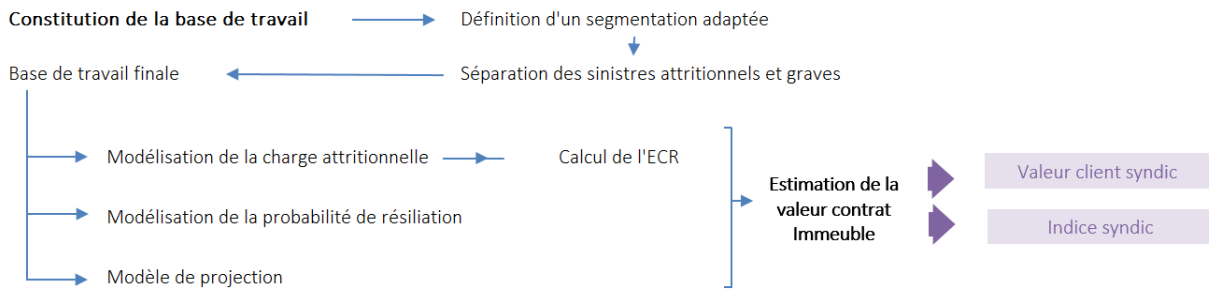 Constitution de la base de travail
Définition d'un segmentation adaptée
Base de travail finale
Séparation des sinistres attritionnels et graves
Modélisation de la charge attritionnelle
Calcul de l'ECR
Modélisation de la probabilité de résiliation
Modèle de projection
Estimation de la
valeur contrat
Immeuble
Valeur client syndic
Indice syndic